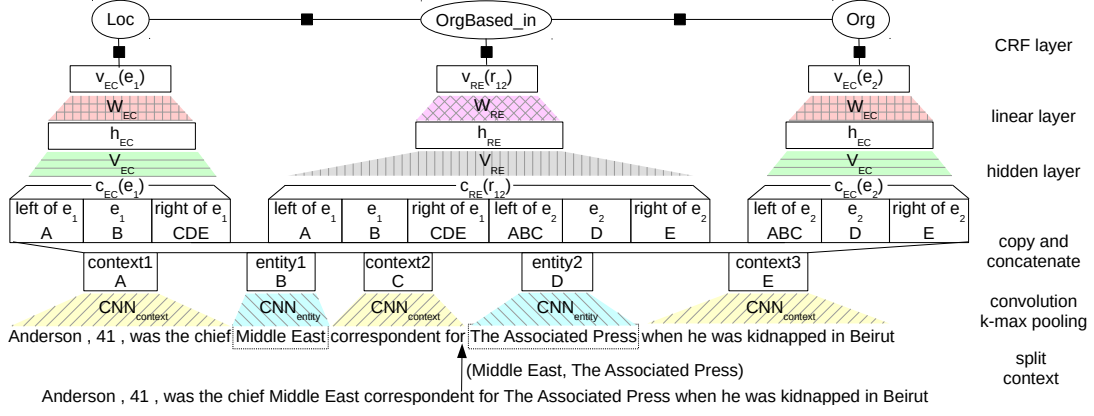 Loc OrgBased_in Org
CRF layer
v_EC(e_1) v_RE(r_12) v_EC(e_2)
W_EC W_RE W_EC
linear layer
h_EC h_RE h_EC
V_EC V_RE V_EC
hidden layer
c_EC(e_1) c_RE(r_12) c_EC(e_2)
left of e_1 e_1 right of e_1 left of e_1 e_1 right of e_1 left of e_2 e_2 right of e_2 left of e_2 e_2 right of e_2
A B CDE A B CDE ABC D E ABC D E
copy and
concatenate
context1 entity1 context2 entity2 context3
A B C D E
CNN_context CNN_entity CNN_context CNN_entity CNN_context
convolution
k-max pooling
Anderson , 41 , was the chief Middle East correspondent for The Associated Press when he was kidnapped in Beirut
split
context
(Middle East, The Associated Press)
Anderson , 41 , was the chief Middle East correspondent for The Associated Press when he was kidnapped in Beirut